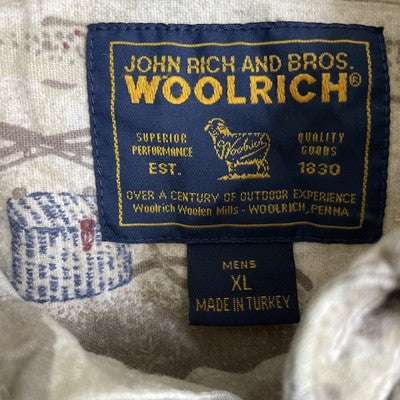 JOHN RICH AND BROS.
WOOLRICH®
SUPERIOR PERFORMANCE
Woolrich
QUALITY GOODS
EST. 1830
OVER A CENTURY OF OUTDOOR EXPERIENCE
Woolrich Woolen Mills - WOOLRICH, PENNA
MENS
XL
MADE IN TURKEY